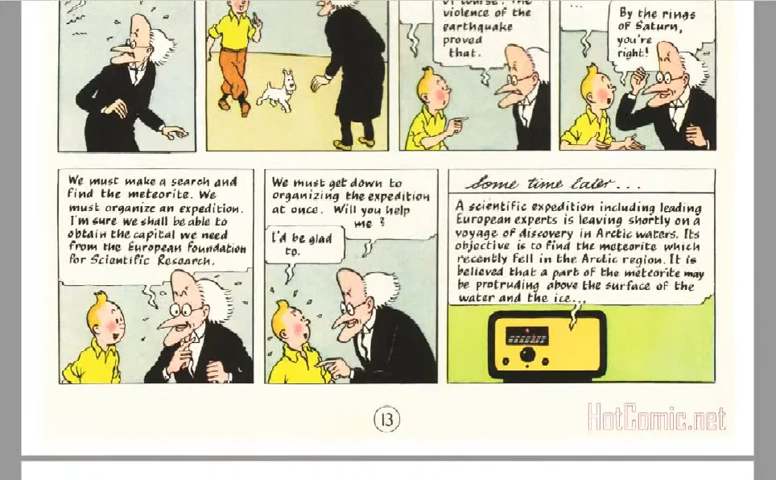 violence of the
earthquake
proved
that.
...
By the rings
of Saturn,
you're
right!
We must make a search and
find the meteorite. We
must organize an expedition.
I'm sure we shall be able to
obtain the capital we need
from the European Foundation
for Scientific Research.
We must get down to
organizing the expedition
at once. Will you help
me ?
I'd be glad
to.
Some time later...
A scientific expedition including leading
European experts is leaving shortly on a
voyage of discovery in Arctic waters. Its
objective is to find the meteorite which
recently fell in the Arctic region. It is
believed that a part of the meteorite may
be protruding above the surface of the
water and the ice...
13
HotComic.net